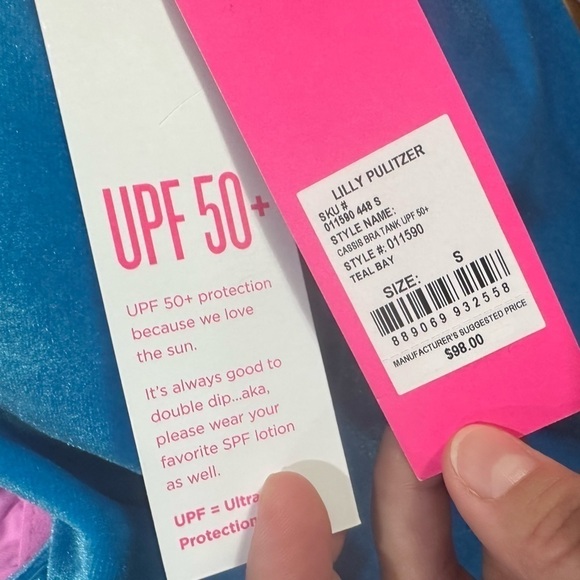 UPF 50+
UPF 50+ protection
because we love
the sun.
It's always good to
double dip...aka,
please wear your
favorite SPF lotion
as well.
UPF = Ultra
Protection
LILLY PULITZER
SKU #
011590 448 S
STYLE NAME:
CASSIS BRA TANK UPF 50+
STYLE #: 011590
TEAL BAY
SIZE: S
889069 932558
MANUFACTURER'S SUGGESTED PRICE
$98.00